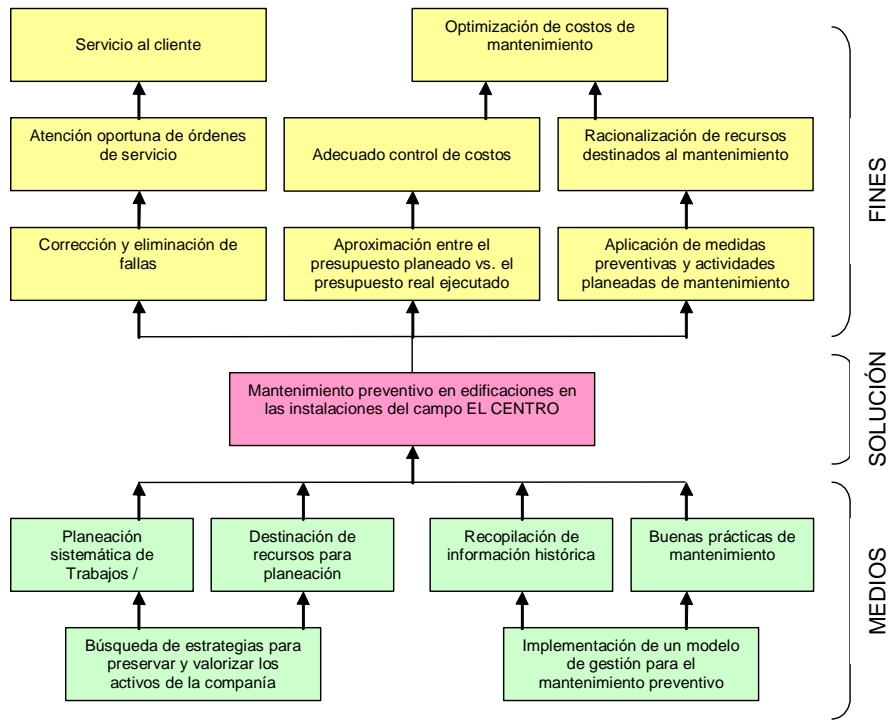 Servicio al cliente
Optimización de costos de
mantenimiento
Atención oportuna de órdenes
de servicio
Adecuado control de costos
Racionalización de recursos
destinados al mantenimiento
Corrección y eliminación de
fallas
Aproximación entre el
presupuesto planeado vs. el
presupuesto real ejecutado
Aplicación de medidas
preventivas y actividades
planeadas de mantenimiento
FINES
Mantenimiento preventivo en edificaciones en
las instalaciones del campo EL CENTRO
SOLUCIÓN
Planeación
sistemática de
Trabajos /
Destinación de
recursos para
planeación
Recopilación de
información histórica
Buenas prácticas de
mantenimiento
Búsqueda de estrategias para
preservar y valorizar los
activos de la compañía
Implementación de un modelo
de gestión para el
mantenimiento preventivo
MEDIOS